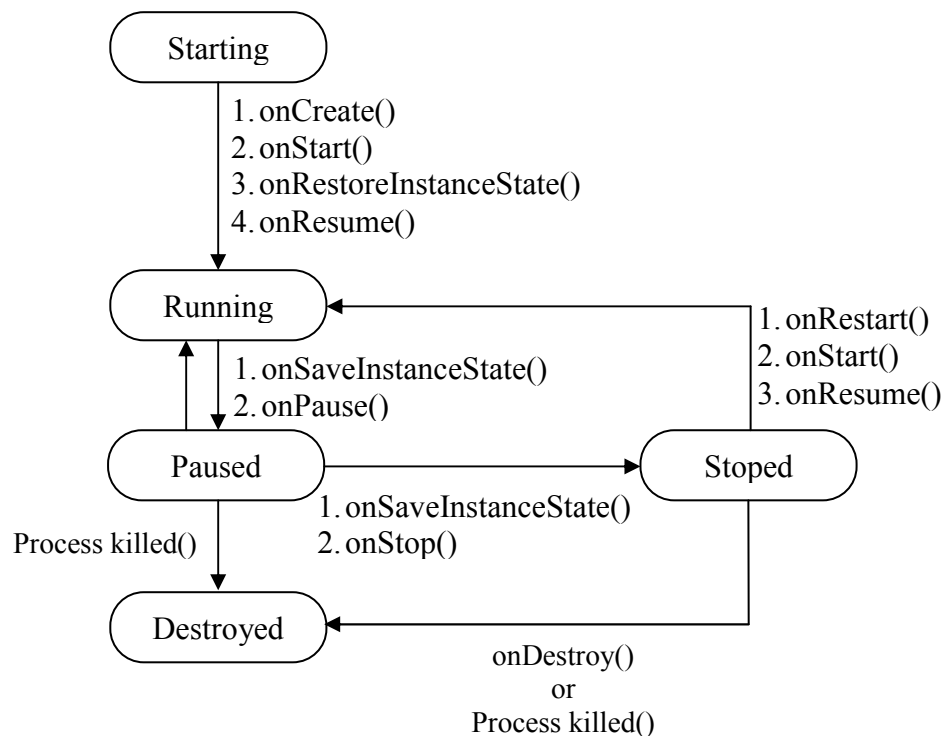 Starting
1. onCreate()
2. onStart()
3. onRestoreInstanceState()
4. onResume()
Running
1. onRestart()
2. onStart()
3. onResume()
1. onSaveInstanceState()
2. onPause()
Paused
Stoped
1. onSaveInstanceState()
2. onStop()
Process killed()
Destroyed
onDestroy()
or
Process killed()